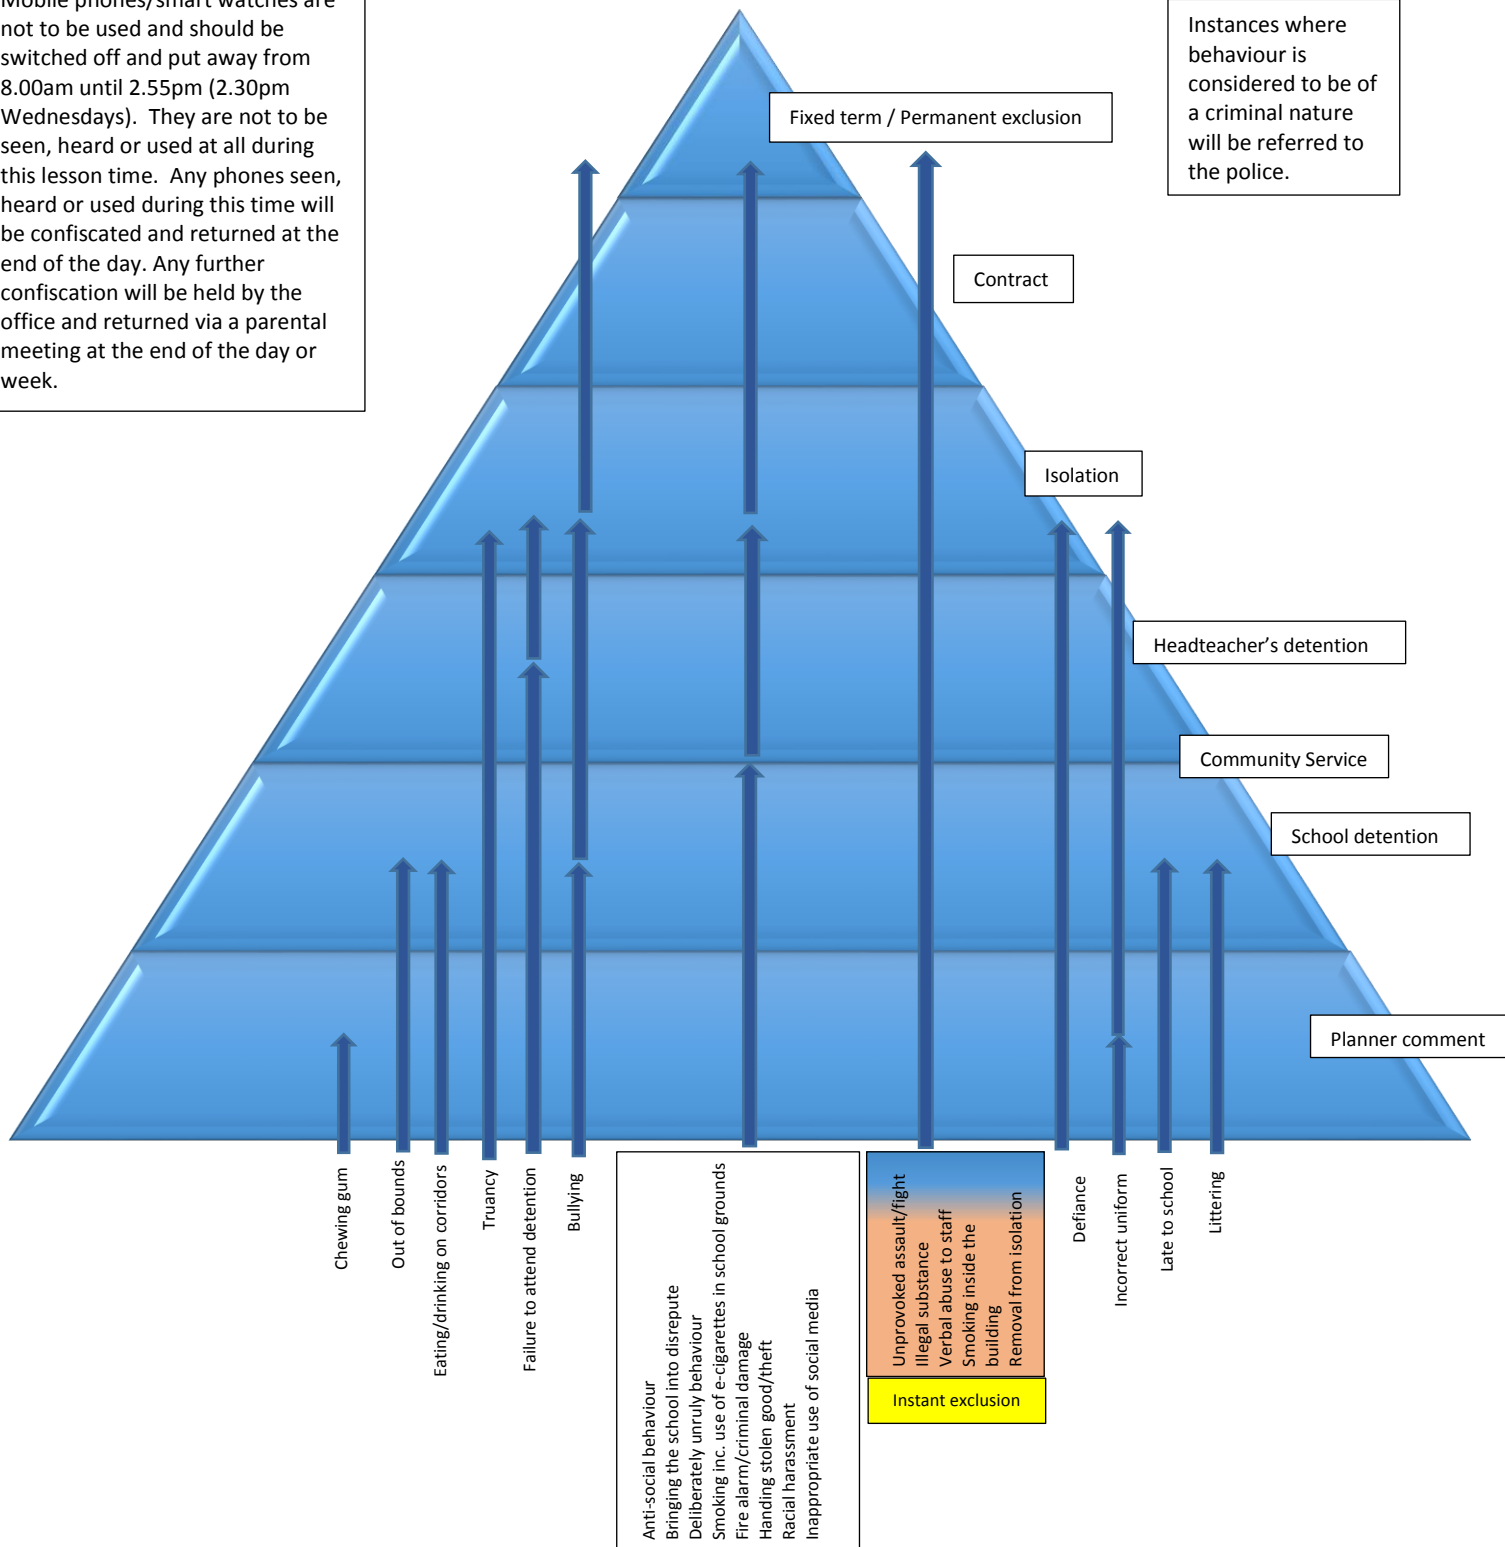 Mobile phones/smart watches are
not to be used and should be
switched off and put away from
8.00am until 2.55pm (2.30pm
Wednesdays).  They are not to be
seen, heard or used at all during
this lesson time.  Any phones seen,
heard or used during this time will
be confiscated and returned at the
end of the day. Any further
confiscation will be held by the
office and returned via a parental
meeting at the end of the day or
week.
Instances where
behaviour is
considered to be of
a criminal nature
will be referred to
the police.
Fixed term / Permanent exclusion
Contract
Isolation
Headteacher’s detention
Community Service
School detention
Planner comment
Chewing gum
Out of bounds
Eating/drinking on corridors
Truancy
Failure to attend detention
Bullying
Anti-social behaviour
Bringing the school into disrepute
Deliberately unruly behaviour
Smoking inc. use of e-cigarettes in school grounds
Fire alarm/criminal damage
Handing stolen good/theft
Racial harassment
Inappropriate use of social media
Unprovoked assault/fight
Illegal substance
Verbal abuse to staff
Smoking inside the
building
Removal from isolation
Instant exclusion
Defiance
Incorrect uniform
Late to school
Littering